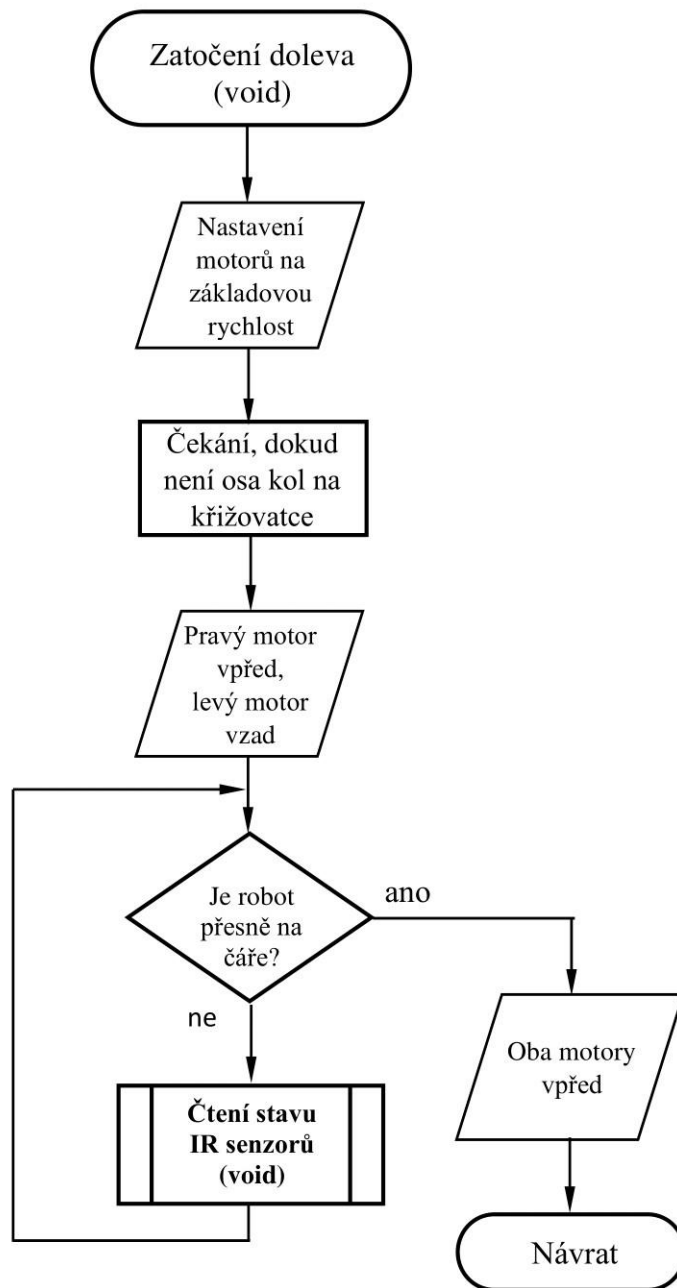 Zatočení doleva
(void)
Nastavení
motorů na
základovou
rychlost
Čekání, dokud
není osa kol na
křižovatce
Pravý motor
vpřed,
levý motor
vzad
Je robot
přesně na
čáře?
ano
ne
Čtení stavu
IR senzorů
(void)
Oba motory
vpřed
Návrat